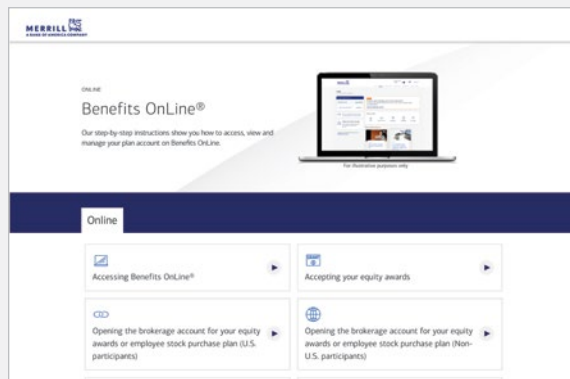 MERRILL
A BANK OF AMERICA COMPANY
ONLINE
Benefits OnLine®
Our step-by-step instructions show you how to access, view and
manage your plan account on Benefits OnLine.
For illustrative purposes only
Online
Accessing Benefits OnLine®
Accepting your equity awards
Opening the brokerage account for your equity
awards or employee stock purchase plan (U.S.
participants)
Opening the brokerage account for your equity
awards or employee stock purchase plan (Non-
U.S. participants)